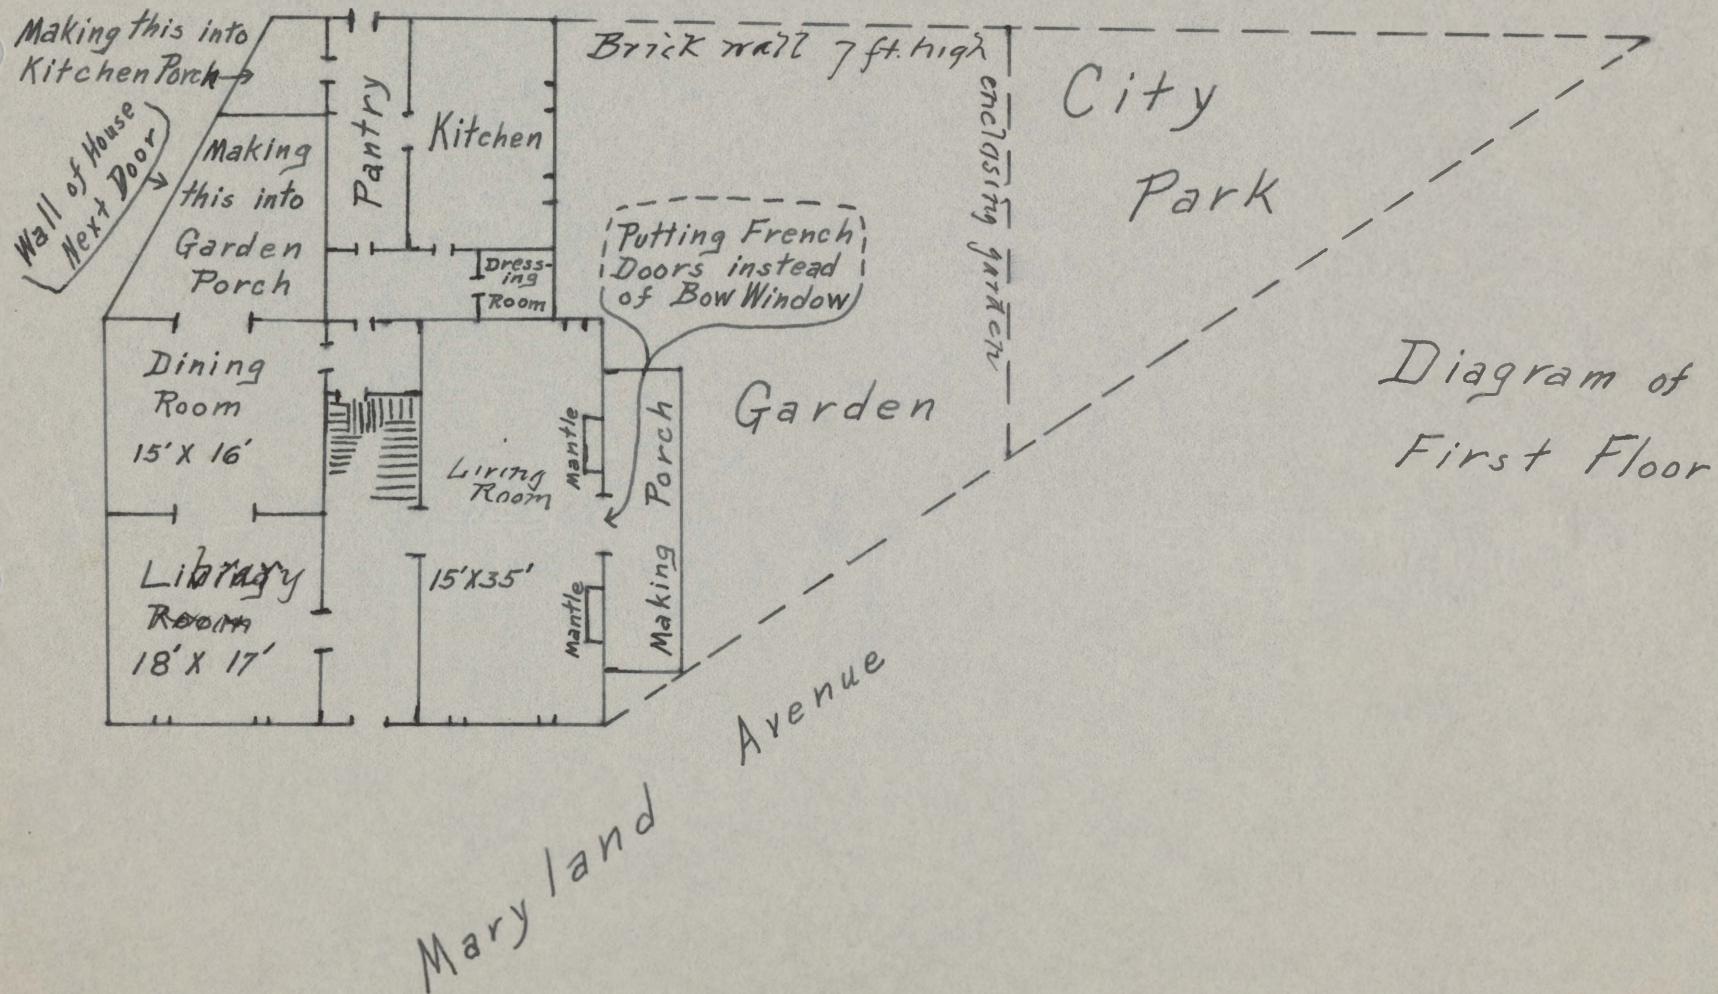 Making this into
Kitchen Porch
Wall of House
Next Door
Making
this into
Garden
Porch
Pantry
Kitchen
Dress-
ing
Room
Brick wall 7 ft. high
enclasing garden
City
Park
Putting French
Doors instead
of Bow Window
Dining
Room
15' X 16'
Living
Room
15'X35'
Mantle
Mantle
Making Porch
Garden
Library
Room
18' X 17'
Diagram of
First Floor
Maryland Avenue